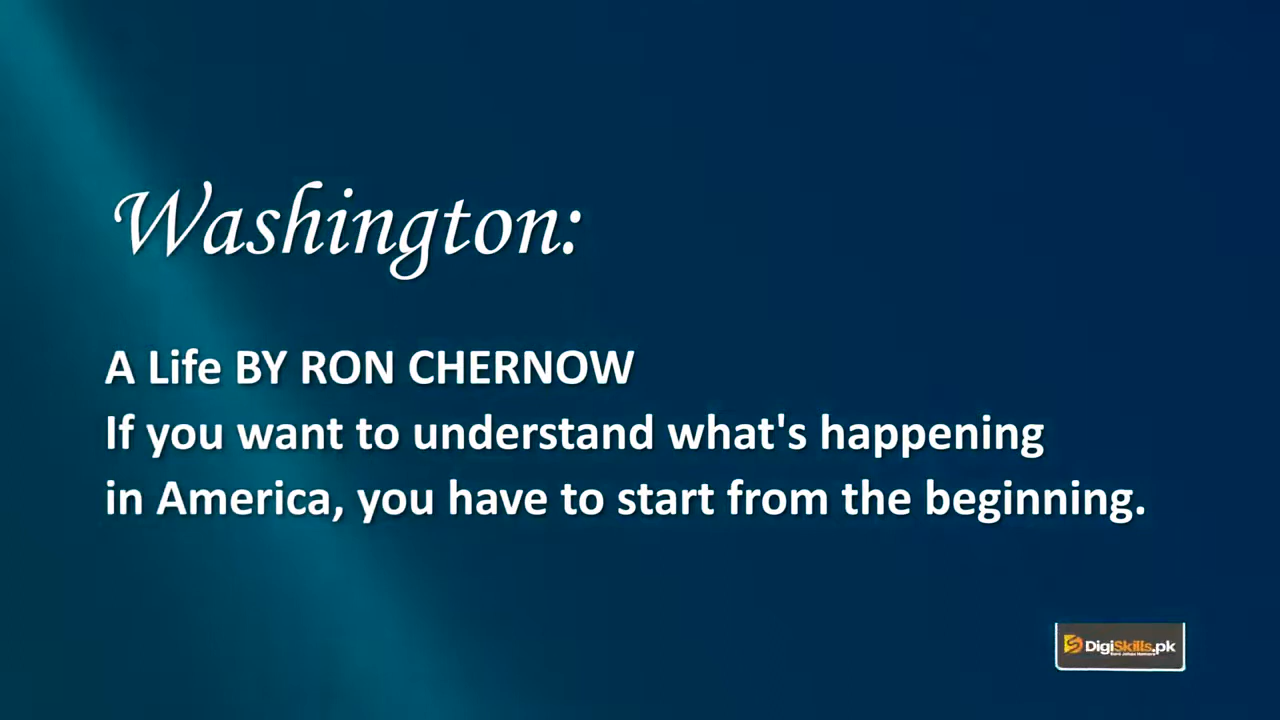 Washington:
A Life BY RON CHERNOW
If you want to understand what's happening
in America, you have to start from the beginning.
DigiSkills.pk